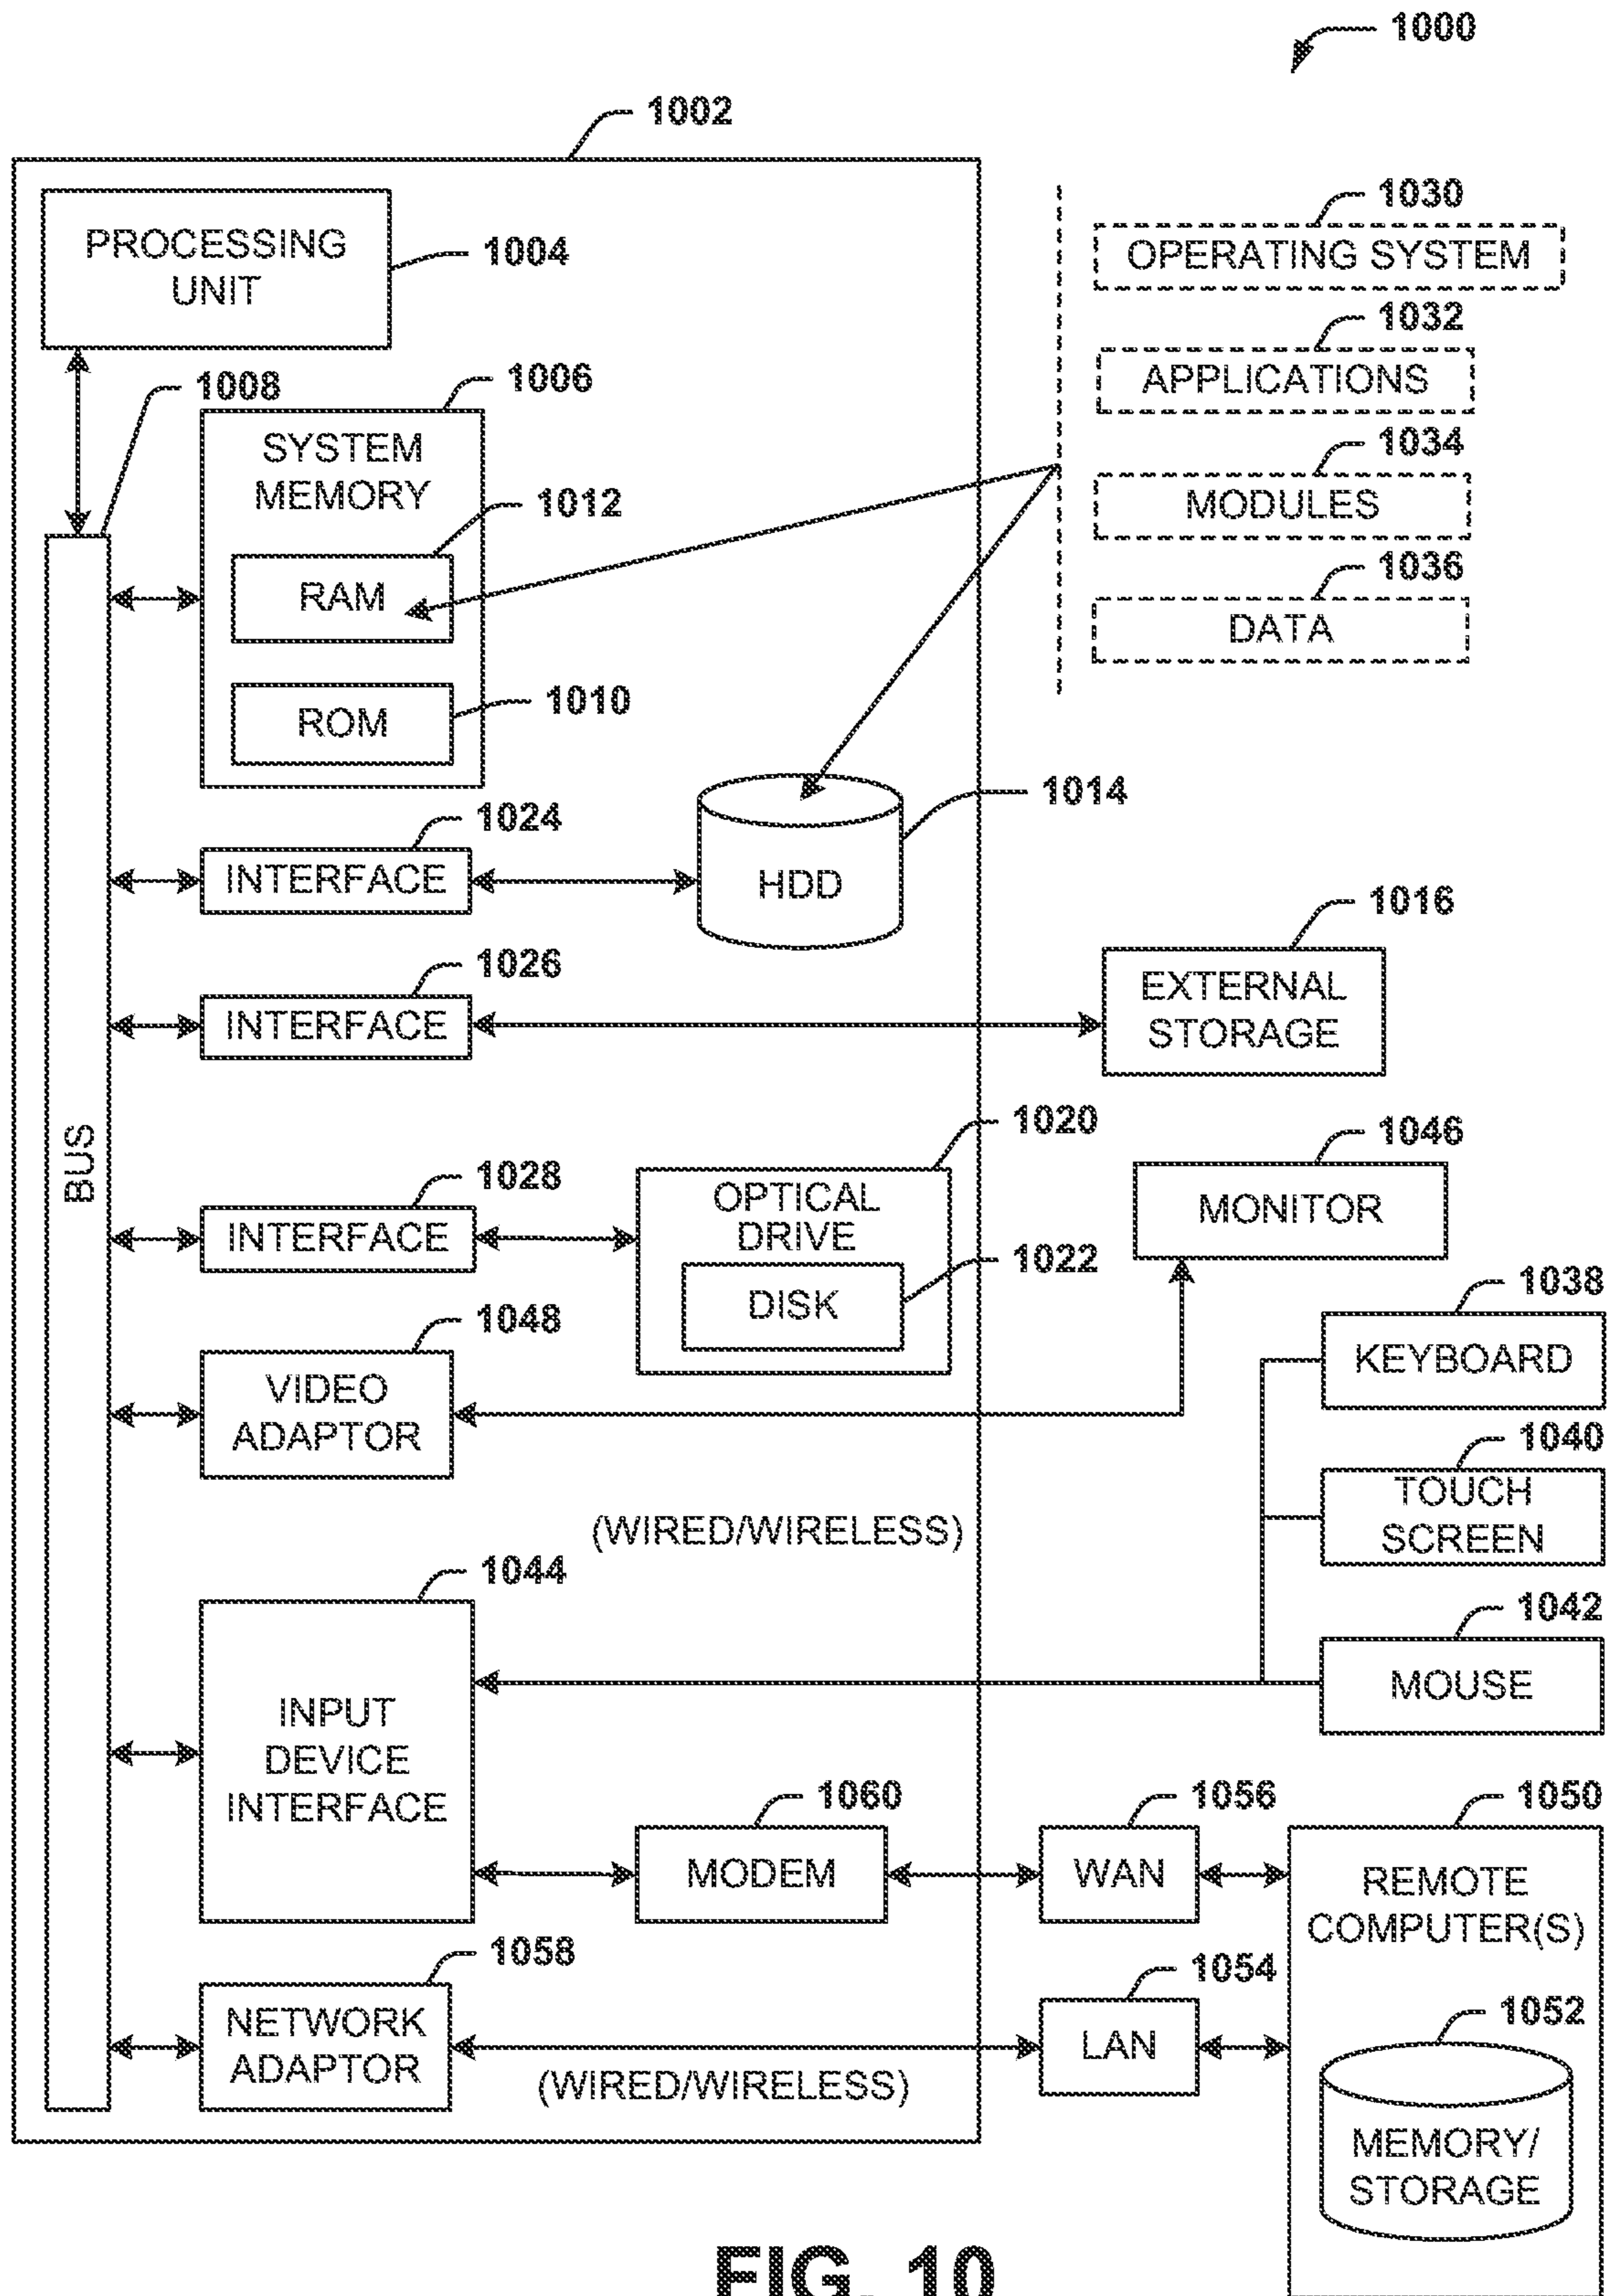 1000
1002
PROCESSING
UNIT
1004
1030
OPERATING SYSTEM
1032
APPLICATIONS
1034
MODULES
1036
DATA
1008
1006
SYSTEM
MEMORY
1012
RAM
1010
ROM
1014
HDD
1024
INTERFACE
1016
EXTERNAL
STORAGE
1026
INTERFACE
BUS
1020
OPTICAL
DRIVE
1022
DISK
1028
INTERFACE
1046
MONITOR
1048
VIDEO
ADAPTOR
1038
KEYBOARD
1040
TOUCH
SCREEN
1042
MOUSE
(WIRED/WIRELESS)
1044
INPUT
DEVICE
INTERFACE
1060
MODEM
1056
WAN
1050
REMOTE
COMPUTER(S)
1058
NETWORK
ADAPTOR
(WIRED/WIRELESS)
1054
LAN
1052
MEMORY/
STORAGE
FIG. 10